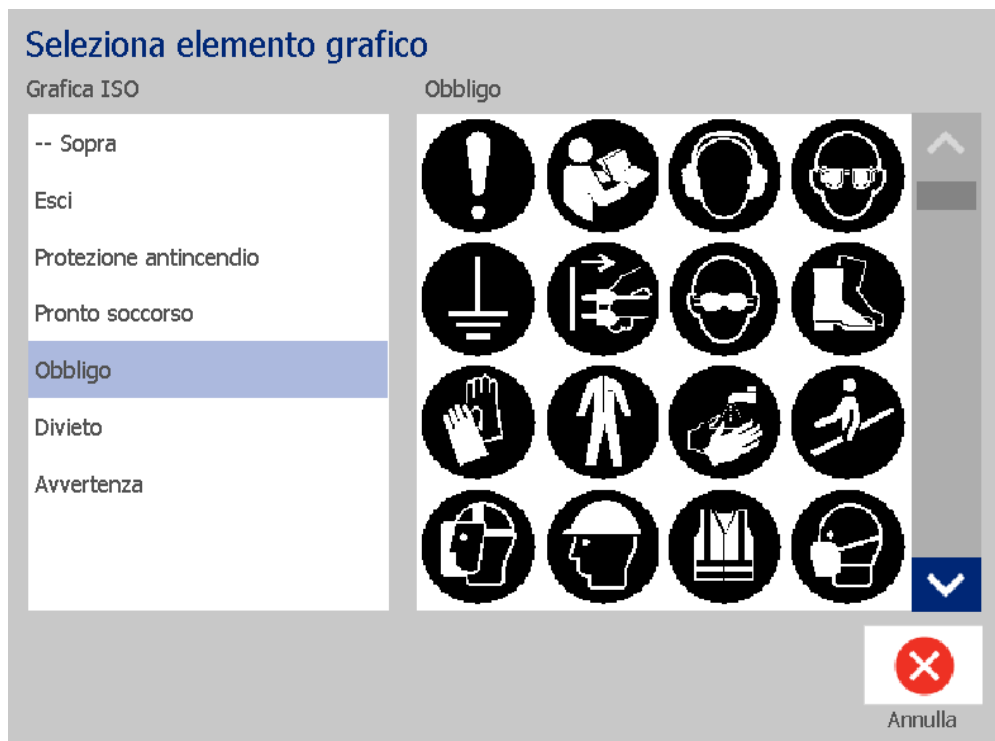 Seleziona elemento grafico
Grafica ISO
Obbligo
-- Sopra
Esci
Protezione antincendio
Pronto soccorso
Obbligo
Divieto
Avvertenza
Annulla